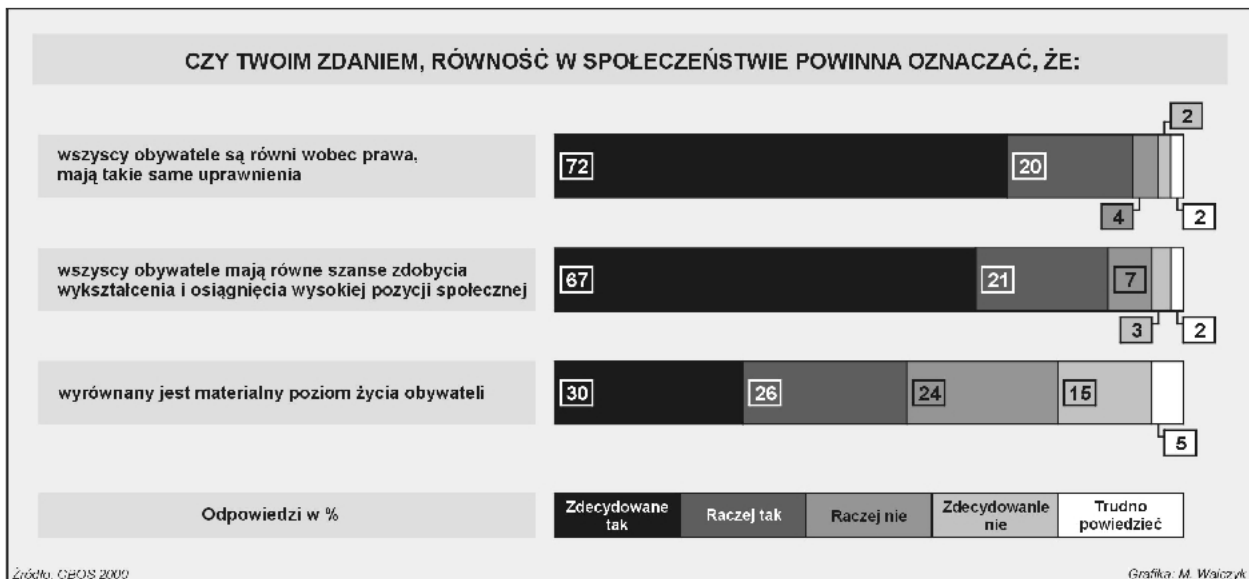 CZY TWOIM ZDANIEM, RÓWNOŚĆ W SPOŁECZEŃSTWIE POWINNA OZNACZAĆ, ŻE:
wszyscy obywatele są równi wobec prawa,
mają takie same uprawnienia
72 20 4 2 2
wszyscy obywatele mają równe szanse zdobycia
wykształcenia i osiągnięcia wysokiej pozycji społecznej
67 21 7 3 2
wyrównany jest materialny poziom życia obywateli
30 26 24 15 5
Odpowiedzi w %
Zdecydowane
tak
Raczej tak
Raczej nie
Zdecydowanie
nie
Trudno
powiedzieć
Źródło: CBOS
Grafika: M. Walczyk